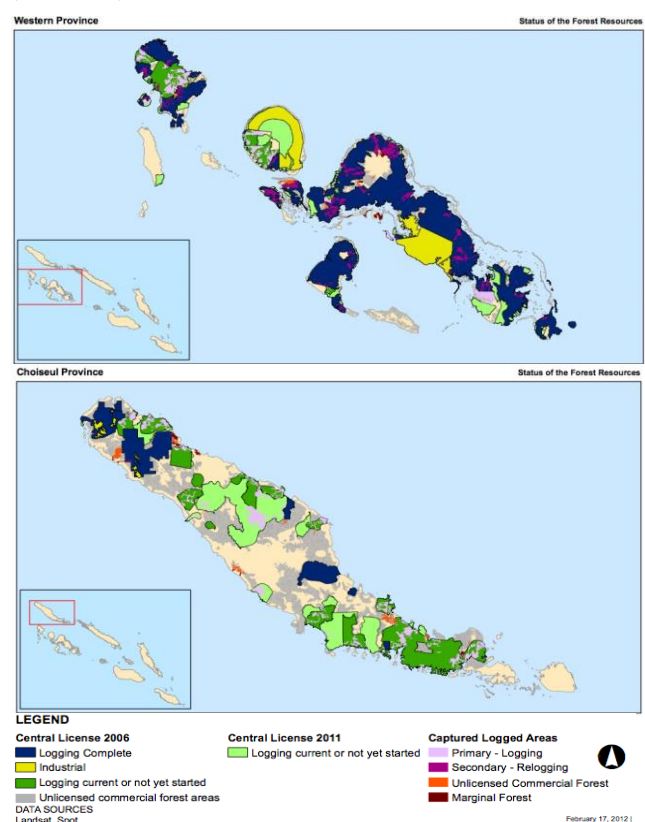 Western Province Status of the Forest Resources
Choiseul Province Status of the Forest Resources
LEGEND
Central License 2006 Central License 2011 Captured Logged Areas
Logging Complete Logging current or not yet started Primary - Logging
Industrial Secondary - Relogging
Logging current or not yet started Unlicensed Commercial Forest
Unlicensed commercial forest areas Marginal Forest
DATA SOURCES
Landsat, Spot February 17, 2012 |